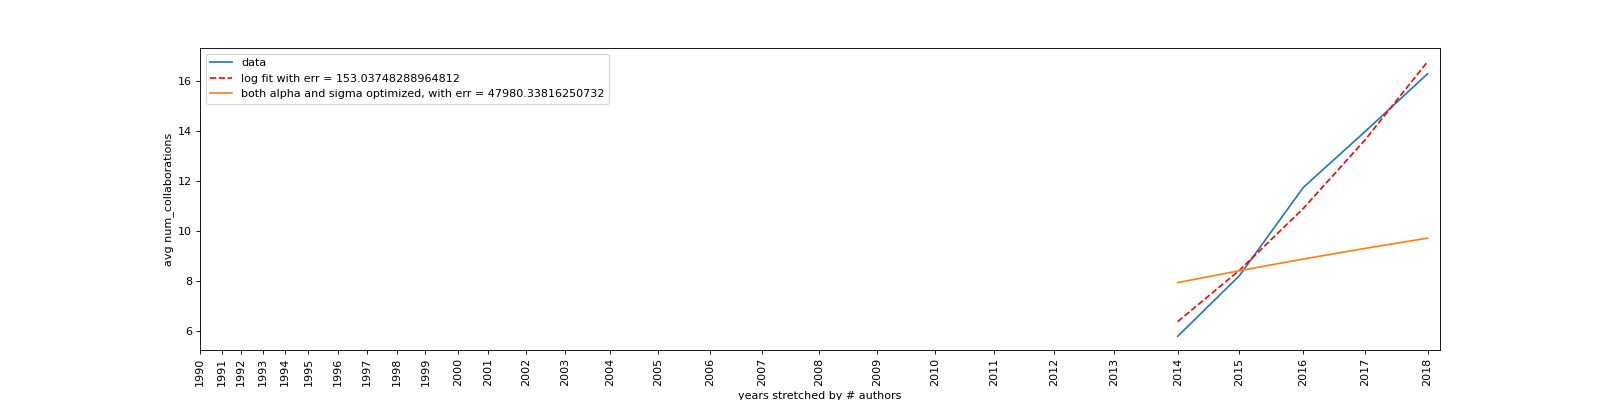 data
log fit with err = 153.03748288964812
both alpha and sigma optimized, with err = 47980.33816250732
16
14
12
10
8
6
avg num_collaborations
1990 1991 1992 1993 1994 1995 1996 1997 1998 1999 2000 2001 2002 2003 2004 2005 2006 2007 2008 2009 2010 2011 2012 2013 2014 2015 2016 2017 2018
years stretched by # authors